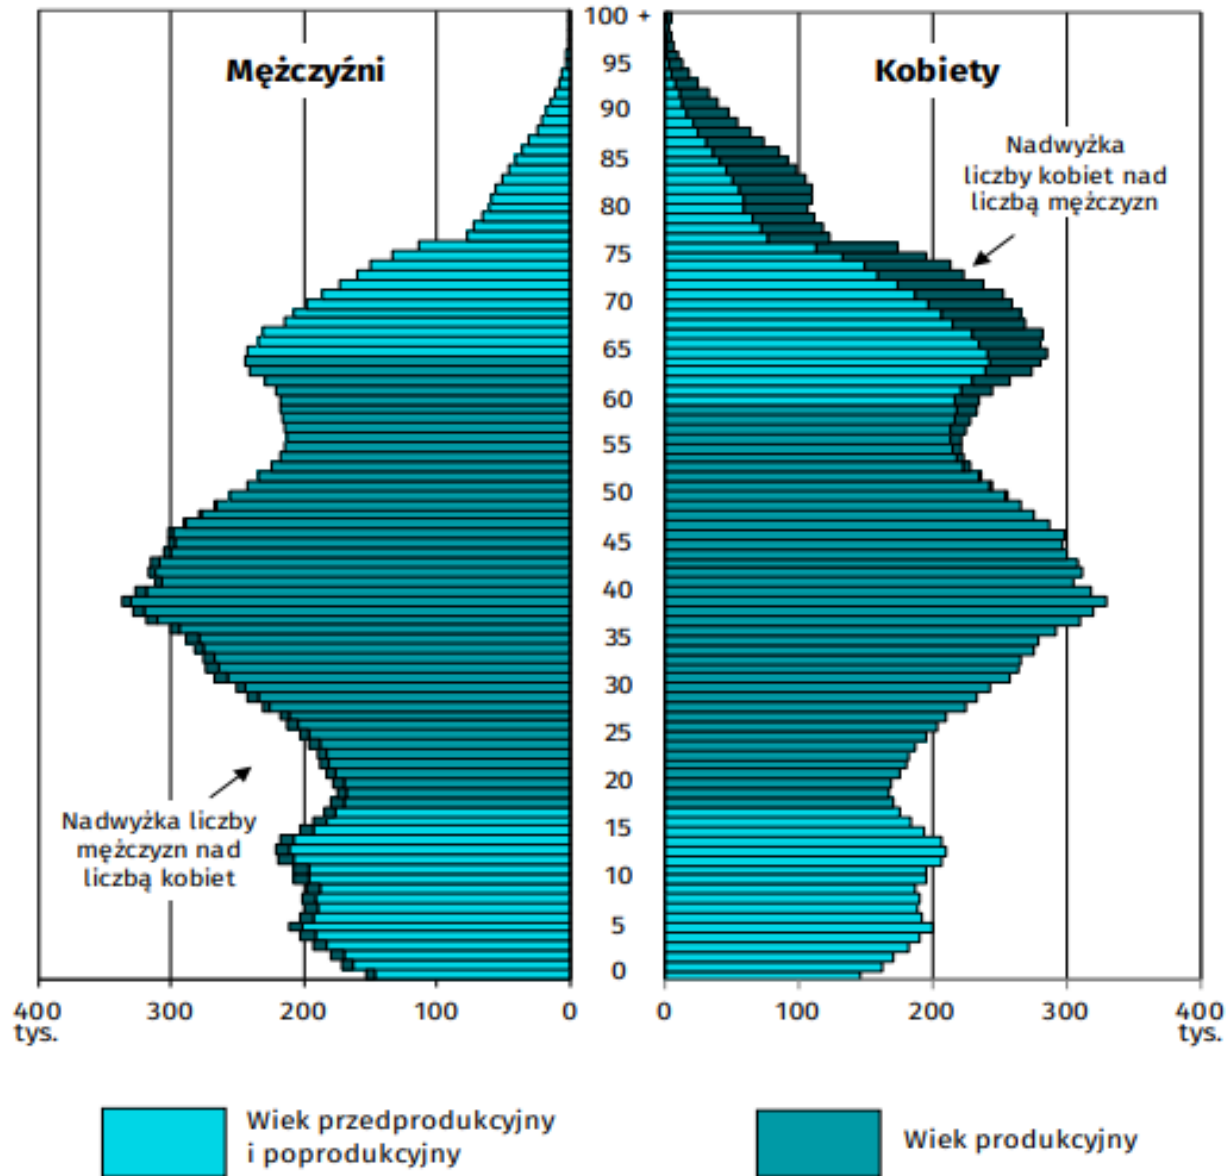 Mężczyźni
Kobiety
100 +
95
90
85
80
75
70
65
60
55
50
45
40
35
30
25
20
15
10
5
0
Nadwyżka
liczby kobiet nad
liczbą mężczyzn
Nadwyżka liczby
mężczyzn nad
liczbą kobiet
400 300 200 100 0
tys.
0 100 200 300 400
tys.
Wiek przedprodukcyjny
i poprodukcyjny
Wiek produkcyjny